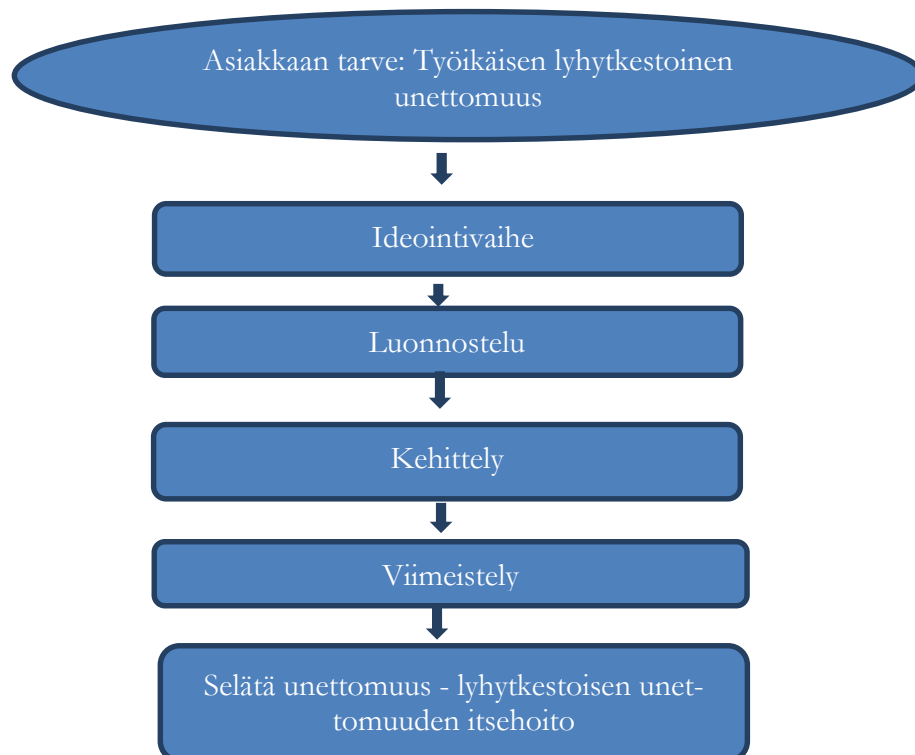 Asiakkaan tarve: Työikäisen lyhytkestoinen
unettomuus
Ideointivaihe
Luonnostelu
Kehittely
Viimeistely
Selätä unettomuus - lyhytkestoisen unet-
tomuuden itsehoito